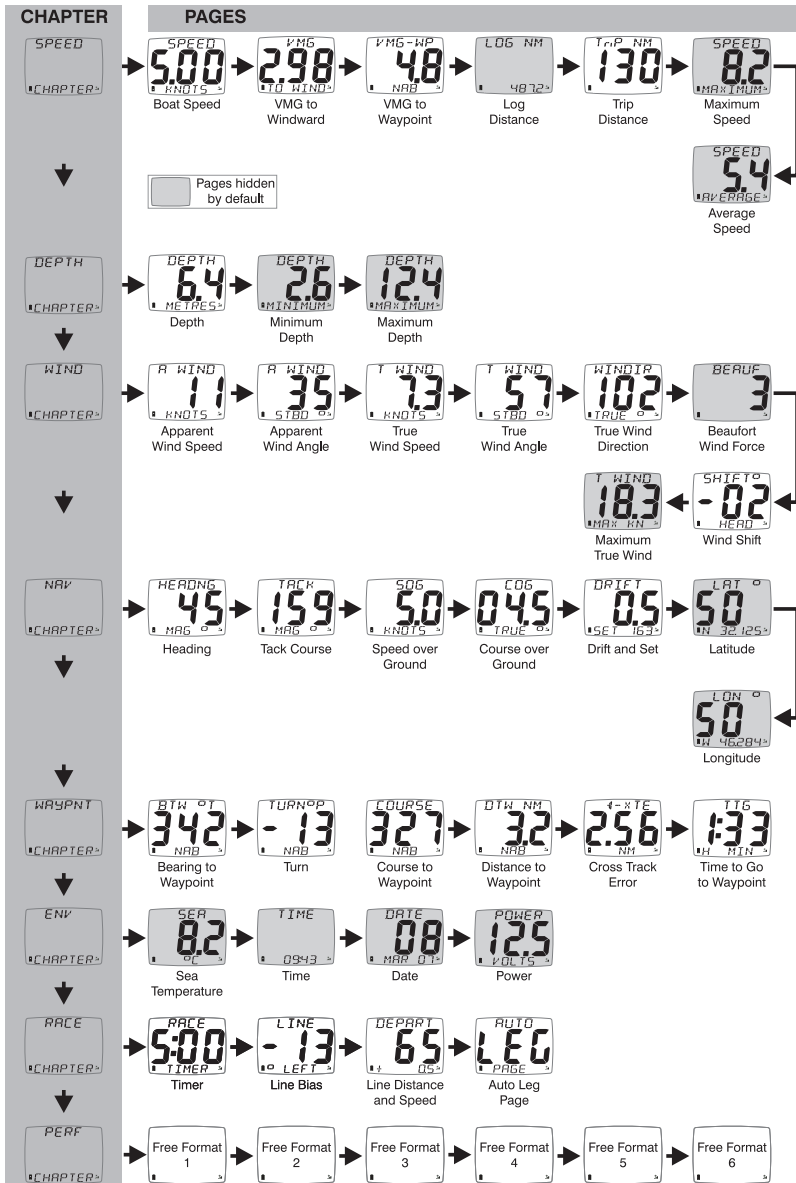 CHAPTER PAGES
SPEED
CHAPTER
SPEED
5.00
KNOTS
Boat Speed
VMG
2.98
TO WIND
VMG to
Windward
VMG-WP
4.8
NAB
VMG to
Waypoint
LOG NM
487.2
Log
Distance
TrIP NM
130
Trip
Distance
SPEED
8.2
MAXIMUM
Maximum
Speed
SPEED
5.4
AVERAGE
Average
Speed
Pages hidden
by default
DEPTH
CHAPTER
DEPTH
6.4
METRES
Depth
DEPTH
2.6
MINIMUM
Minimum
Depth
DEPTH
12.4
MAXIMUM
Maximum
Depth
WIND
CHAPTER
A WIND
11
KNOTS
Apparent
Wind Speed
A WIND
35
STBD °
Apparent
Wind Angle
T WIND
7.3
KNOTS
True
Wind Speed
T WIND
57
STBD °
True
Wind Angle
WINDIR
102
TRUE °
True Wind
Direction
BEAUF
3
Beaufort
Wind Force
SHIFT°
-02
HEAD
Wind Shift
T WIND
18.3
MAX KN
Maximum
True Wind
NAV
CHAPTER
HEADNG
45
MAG °
Heading
TACK
159
MAG °
Tack Course
SOG
5.0
KNOTS
Speed over
Ground
COG
04.5
TRUE °
Course over
Ground
DRIFT
0.5
SET 163
Drift and Set
LAT °
50
N 32.125
Latitude
LON °
50
W 46.284
Longitude
WAYPNT
CHAPTER
BTW °T
342
NAB
Bearing to
Waypoint
TURN°P
-13
NAB
Turn
COURSE
327
NAB
Course to
Waypoint
DTW NM
3.2
NAB
Distance to
Waypoint
XTE
2.56
NM
Cross Track
Error
TTG
1:33
H MIN
Time to Go
to Waypoint
ENV
CHAPTER
SEA
8.2
°C
Sea
Temperature
TIME
09:43
Time
DATE
08
MAR 07
Date
POWER
12.5
VOLTS
Power
RACE
CHAPTER
RACE
5:00
TIMER
Timer
LINE
-13
° LEFT
Line Bias
DEPART
65
0.5
Line Distance
and Speed
AUTO
LEG
PAGE
Auto Leg
Page
PERF
CHAPTER
Free Format
1
Free Format
2
Free Format
3
Free Format
4
Free Format
5
Free Format
6